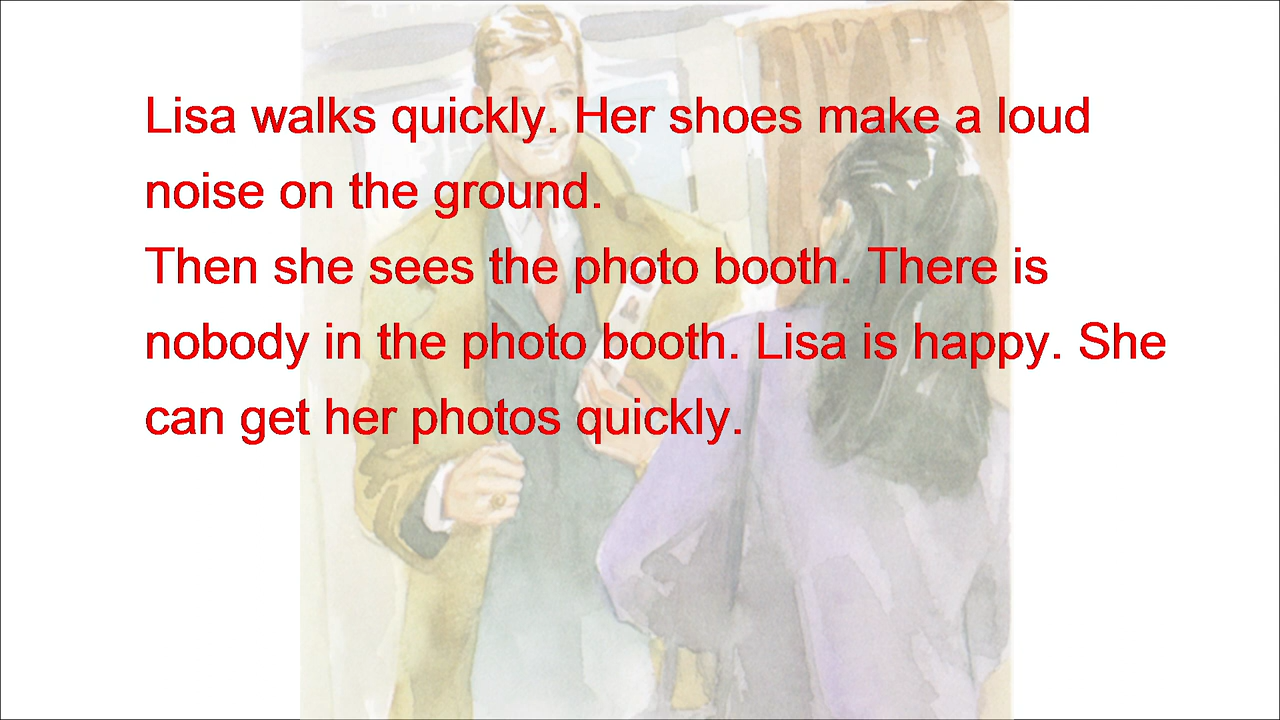 Lisa walks quickly. Her shoes make a loud
noise on the ground.
Then she sees the photo booth. There is
nobody in the photo booth. Lisa is happy. She
can get her photos quickly.